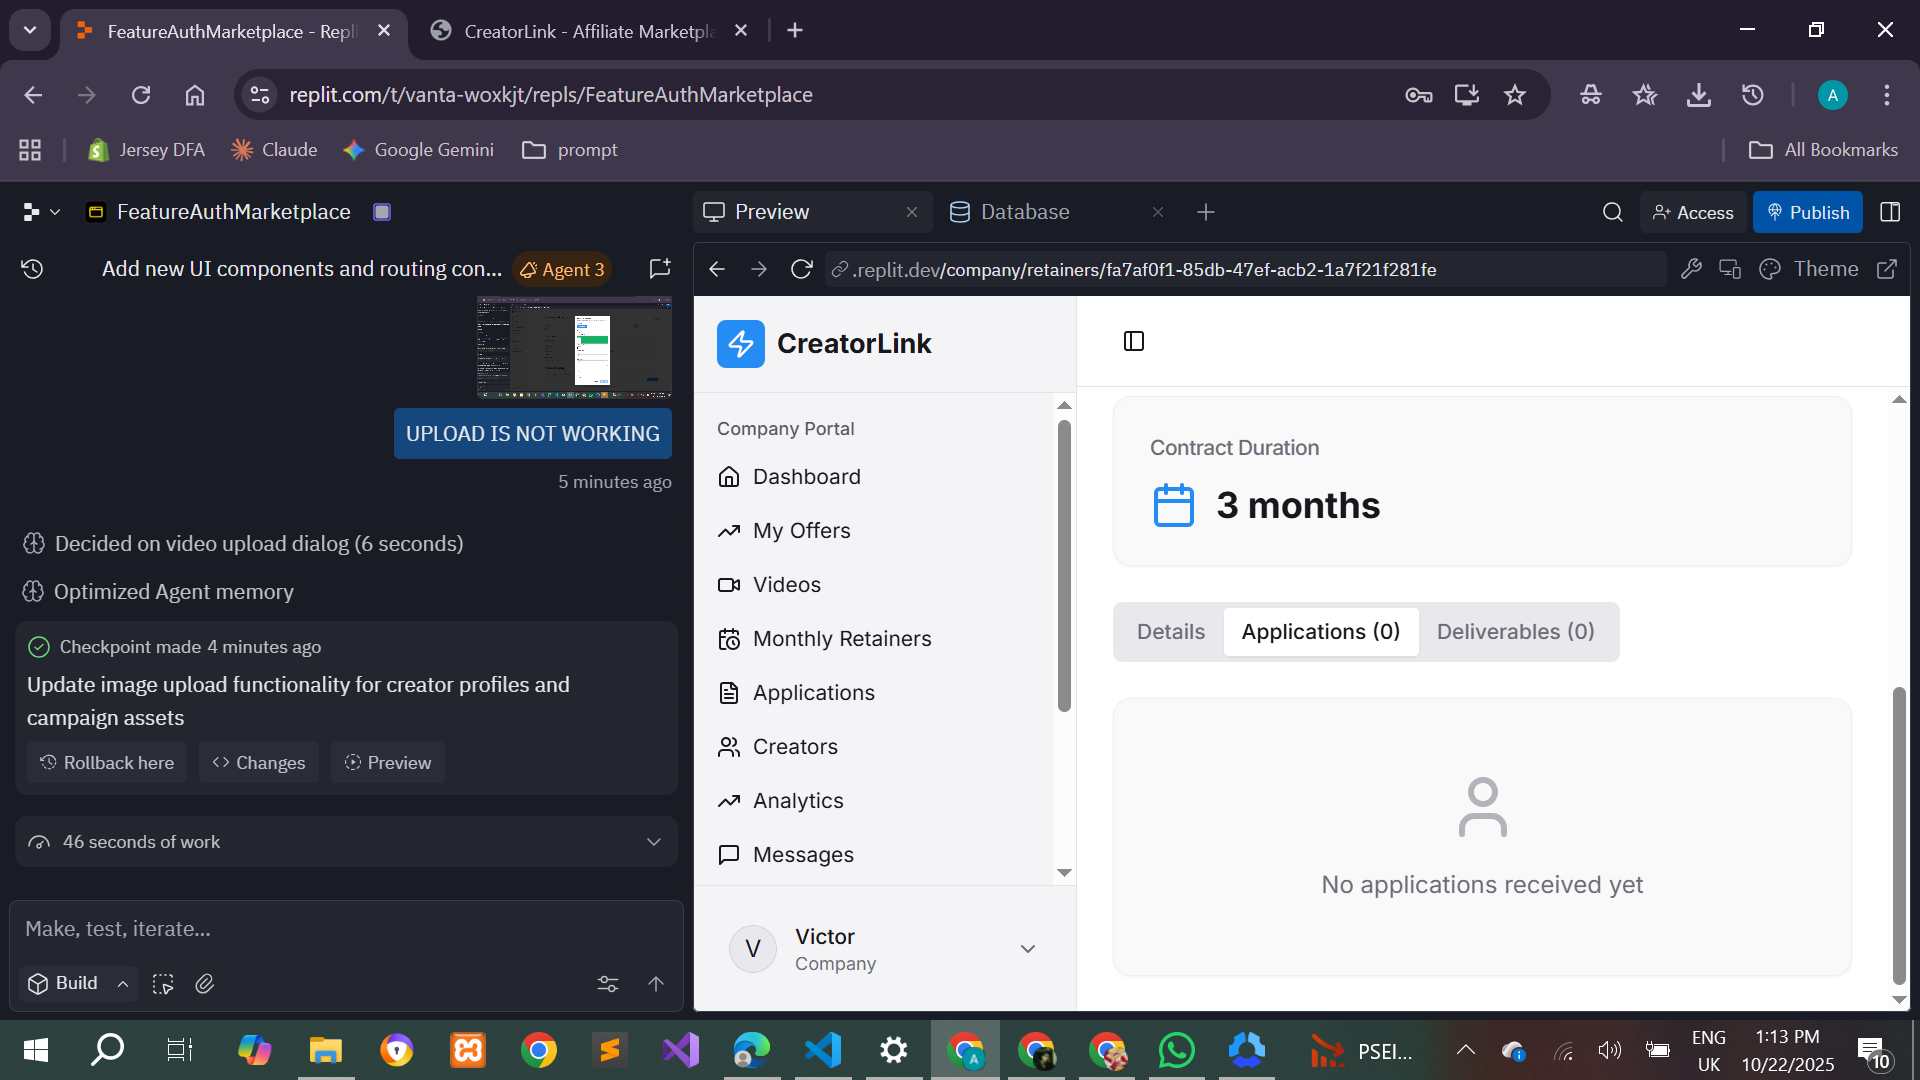 FeatureAuthMarketplace - Repli
CreatorLink - Affiliate Marketpla
replit.com/t/vanta-woxkjt/repls/FeatureAuthMarketplace
A
Jersey DFA
Claude
Google Gemini
prompt
All Bookmarks
FeatureAuthMarketplace
Preview
Database
Access
Publish
Add new UI components and routing con...
Agent 3
.replit.dev/company/retainers/fa7af0f1-85db-47ef-acb2-1a7f21f281fe
Theme
UPLOAD IS NOT WORKING
5 minutes ago
Decided on video upload dialog (6 seconds)
Optimized Agent memory
Checkpoint made 4 minutes ago
Update image upload functionality for creator profiles and
campaign assets
Rollback here
Changes
Preview
46 seconds of work
Make, test, iterate...
Build
CreatorLink
Company Portal
Dashboard
My Offers
Videos
Monthly Retainers
Applications
Creators
Analytics
Messages
V
Victor
Company
Contract Duration
3 months
Details
Applications (0)
Deliverables (0)
No applications received yet
PSEI...
ENG
UK
1:13 PM
10/22/2025
10